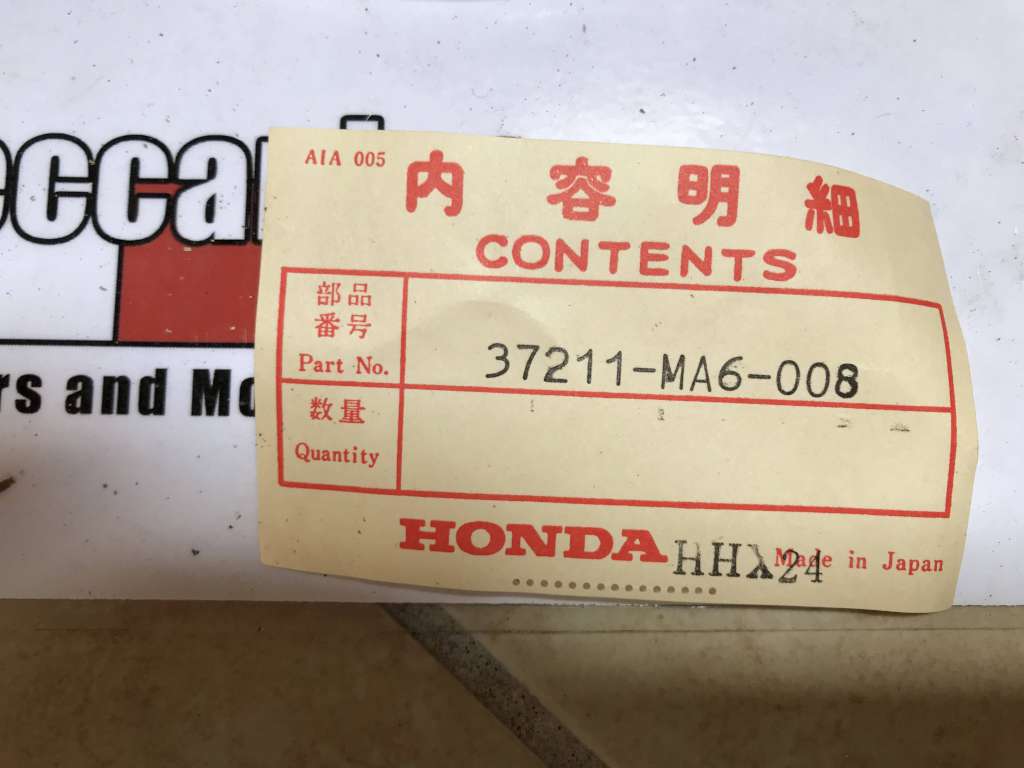 AIA 005
内容明細
CONTENTS
部品
番号
Part No.
37211-MA6-008
数量
Quantity
HONDA
HHX24
Made in Japan
and